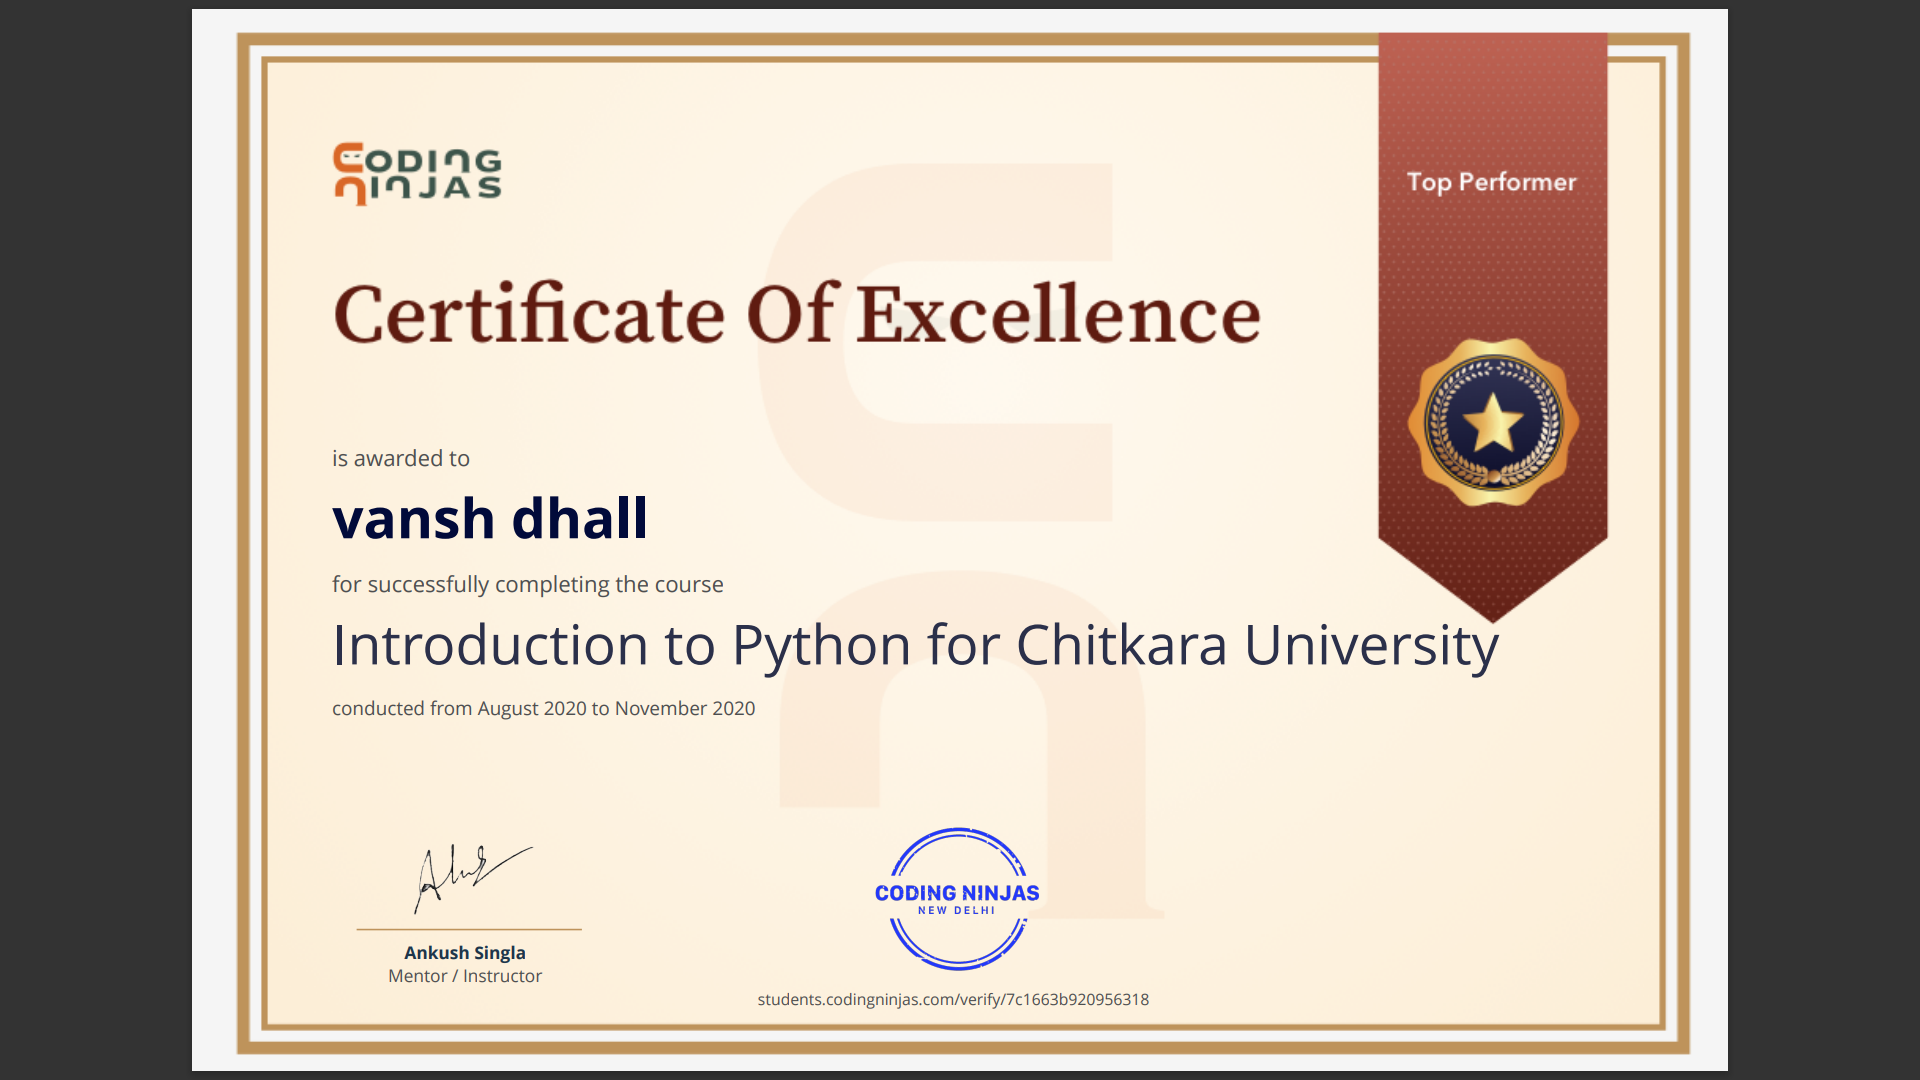 CODING
NINJAS
Top Performer
Certificate Of Excellence
is awarded to
vansh dhall
for successfully completing the course
Introduction to Python for Chitkara University
conducted from August 2020 to November 2020
CODING NINJAS
NEW DELHI
Ankush Singla
Mentor / Instructor
students.codingninjas.com/verify/7c1663b920956318